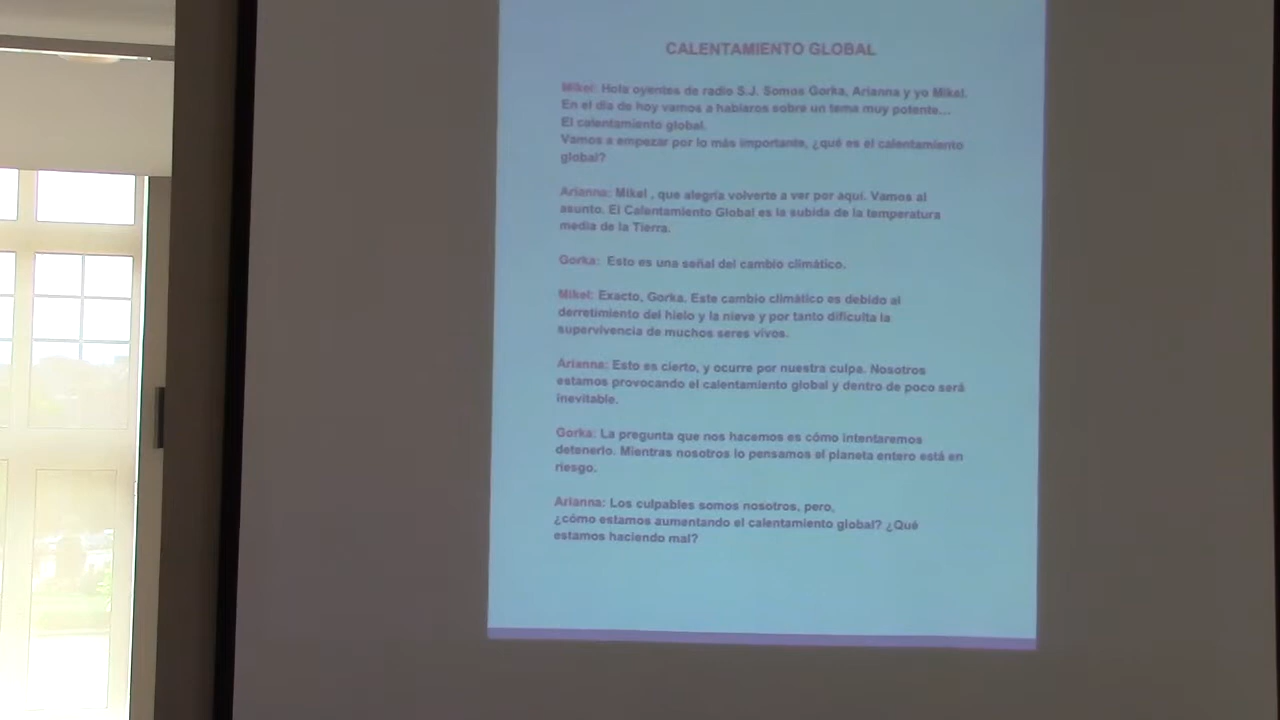 CALENTAMIENTO GLOBAL
Mikel: Hola oyentes de radio S.J. Somos Gorka, Arianna y yo Mikel.
En el día de hoy vamos a hablaros sobre un tema muy potente...
El calentamiento global.
Vamos a empezar por lo más importante, ¿qué es el calentamiento
global?
Arianna: Mikel , que alegría volverte a ver por aquí. Vamos al
asunto. El Calentamiento Global es la subida de la temperatura
media de la Tierra.
Gorka: Esto es una señal del cambio climático.
Mikel: Exacto, Gorka. Este cambio climático es debido al
derretimiento del hielo y la nieve y por tanto dificulta la
supervivencia de muchos seres vivos.
Arianna: Esto es cierto, y ocurre por nuestra culpa. Nosotros
estamos provocando el calentamiento global y dentro de poco será
inevitable.
Gorka: La pregunta que nos hacemos es cómo intentaremos
detenerlo. Mientras nosotros lo pensamos el planeta entero está en
riesgo.
Arianna: Los culpables somos nosotros, pero,
¿cómo estamos aumentando el calentamiento global? ¿Qué
estamos haciendo mal?